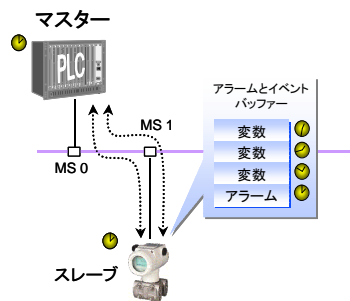 マスター
PLC
MS 0
MS 1
アラームとイベント
バッファー
変数
変数
変数
アラーム
スレーブ